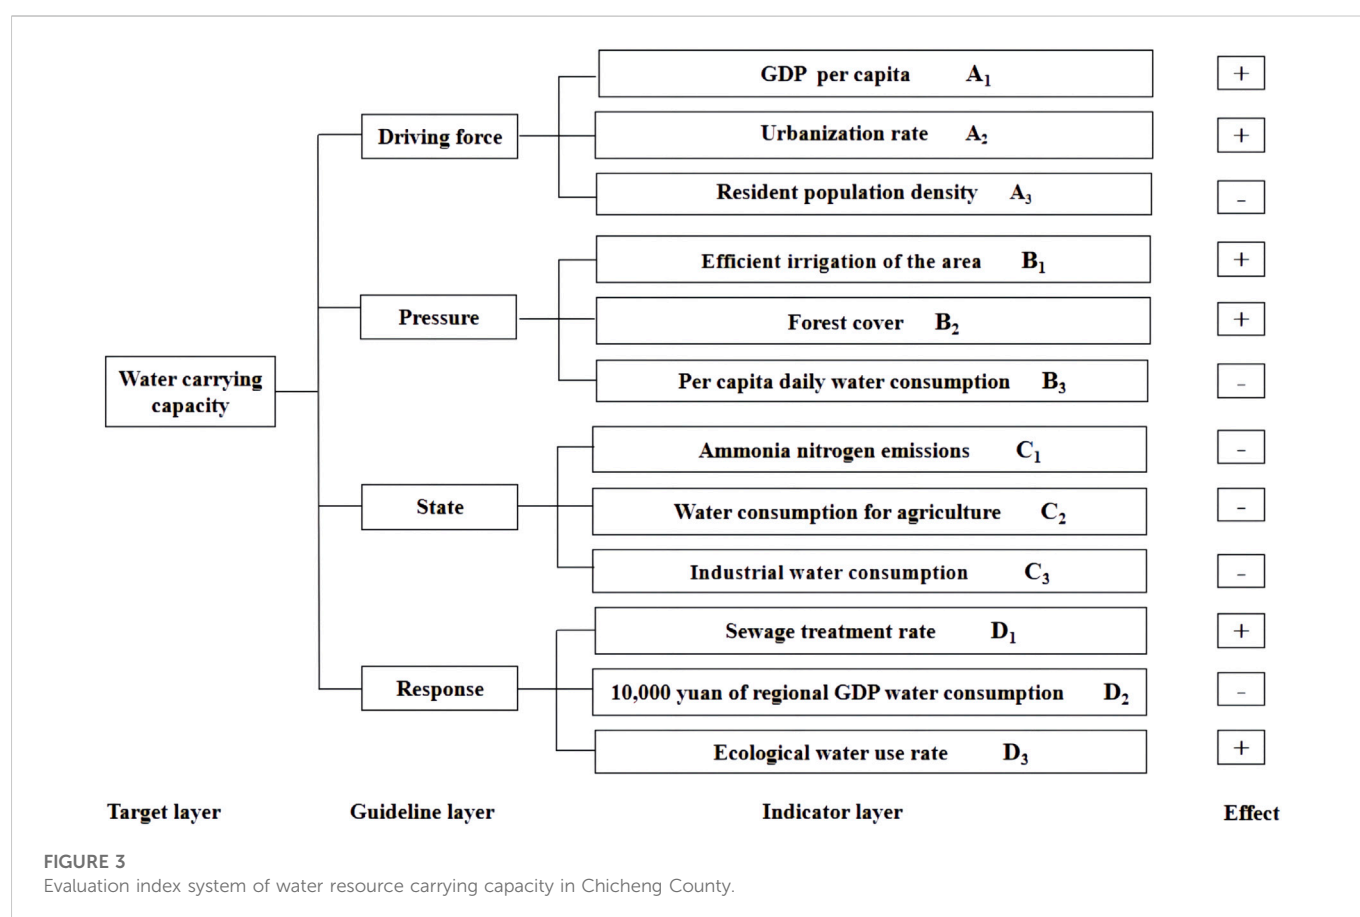 GDP per capita A₁ +
Driving force
Urbanization rate A₂ +
Resident population density A₃ -
Efficient irrigation of the area B₁ +
Pressure
Forest cover B₂ +
Per capita daily water consumption B₃ -
Water carrying
capacity
Ammonia nitrogen emissions C₁ -
State
Water consumption for agriculture C₂ -
Industrial water consumption C₃ -
Sewage treatment rate D₁ +
Response
10,000 yuan of regional GDP water consumption D₂ -
Ecological water use rate D₃ +
Target layer Guideline layer Indicator layer Effect
FIGURE 3
Evaluation index system of water resource carrying capacity in Chicheng County.